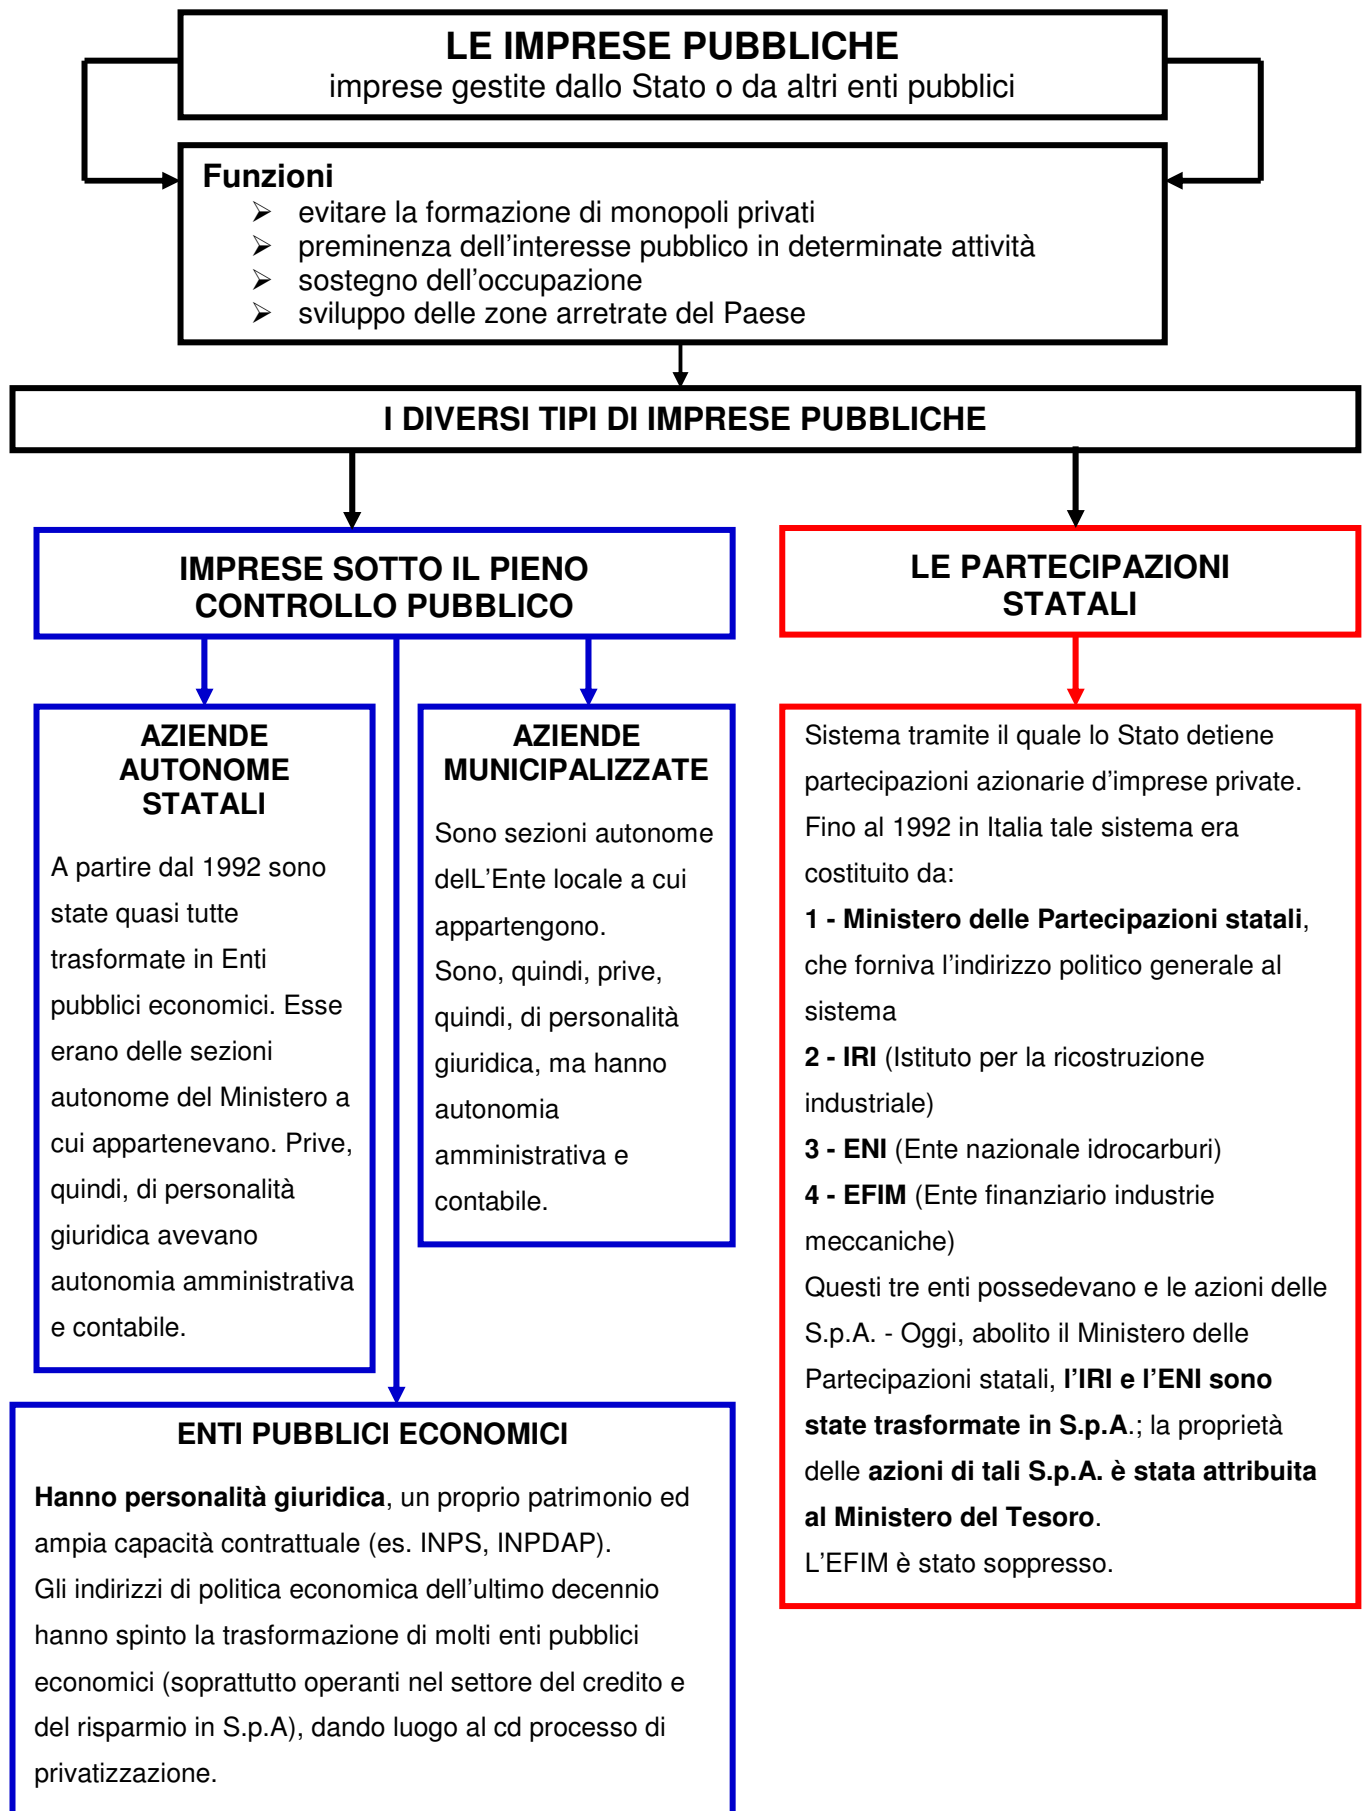 LE IMPRESE PUBBLICHE
imprese gestite dallo Stato o da altri enti pubblici
Funzioni
➢ evitare la formazione di monopoli privati
➢ preminenza dell'interesse pubblico in determinate attività
➢ sostegno dell'occupazione
➢ sviluppo delle zone arretrate del Paese
I DIVERSI TIPI DI IMPRESE PUBBLICHE
IMPRESE SOTTO IL PIENO
CONTROLLO PUBBLICO
AZIENDE
AUTONOME
STATALI
A partire dal 1992 sono
state quasi tutte
trasformate in Enti
pubblici economici. Esse
erano delle sezioni
autonome del Ministero a
cui appartenevano. Prive,
quindi, di personalità
giuridica avevano
autonomia amministrativa
e contabile.
AZIENDE
MUNICIPALIZZATE
Sono sezioni autonome
delL'Ente locale a cui
appartengono.
Sono, quindi, prive,
quindi, di personalità
giuridica, ma hanno
autonomia
amministrativa e
contabile.
ENTI PUBBLICI ECONOMICI
Hanno personalità giuridica, un proprio patrimonio ed
ampia capacità contrattuale (es. INPS, INPDAP).
Gli indirizzi di politica economica dell'ultimo decennio
hanno spinto la trasformazione di molti enti pubblici
economici (soprattutto operanti nel settore del credito e
del risparmio in S.p.A), dando luogo al cd processo di
privatizzazione.
LE PARTECIPAZIONI
STATALI
Sistema tramite il quale lo Stato detiene
partecipazioni azionarie d'imprese private.
Fino al 1992 in Italia tale sistema era
costituito da:
1 - Ministero delle Partecipazioni statali,
che forniva l'indirizzo politico generale al
sistema
2 - IRI (Istituto per la ricostruzione
industriale)
3 - ENI (Ente nazionale idrocarburi)
4 - EFIM (Ente finanziario industrie
meccaniche)
Questi tre enti possedevano e le azioni delle
S.p.A. - Oggi, abolito il Ministero delle
Partecipazioni statali, l'IRI e l'ENI sono
state trasformate in S.p.A.; la proprietà
delle azioni di tali S.p.A. è stata attribuita
al Ministero del Tesoro.
L'EFIM è stato soppresso.